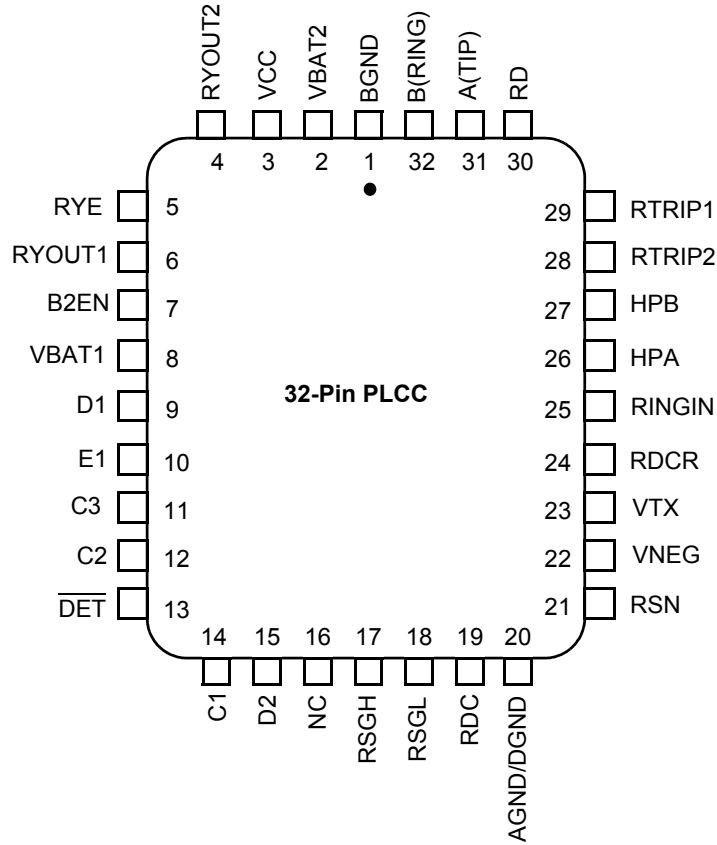 RYOUT2
VCC
VBAT2
BGND
B(RING)
A(TIP)
RD
4 3 2 1 32 31 30
RYE 5 29 RTRIP1
RYOUT1 6 28 RTRIP2
B2EN 7 27 HPB
VBAT1 8 26 HPA
32-Pin PLCC
D1 9 25 RINGIN
E1 10 24 RDCR
C3 11 23 VTX
C2 12 22 VNEG
DET 13 21 RSN
14 15 16 17 18 19 20
C1
D2
NC
RSGH
RSGL
RDC
AGND/DGND